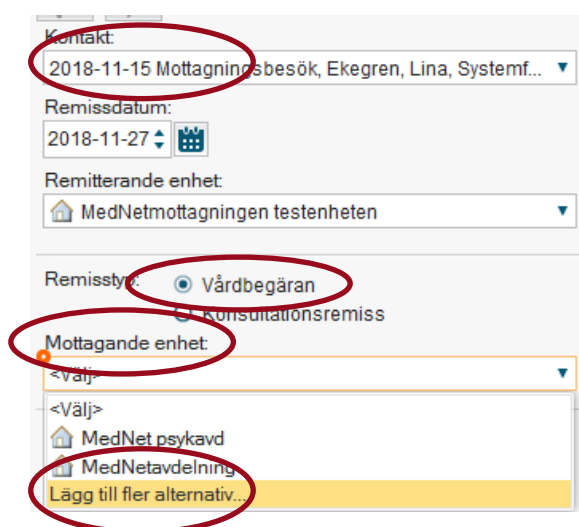 Kontakt:
2018-11-15 Mottagningsbesök, Ekegren, Lina, Systemf...
Remissdatum:
2018-11-27
Remitterande enhet:
MedNetmottagningen testenheten
Remisstyp: Vårdbegäran
Konsultationsremiss
Mottagande enhet:
<Välj>
<Välj>
MedNet psykavd
MedNetavdelning
Lägg till fler alternativ...